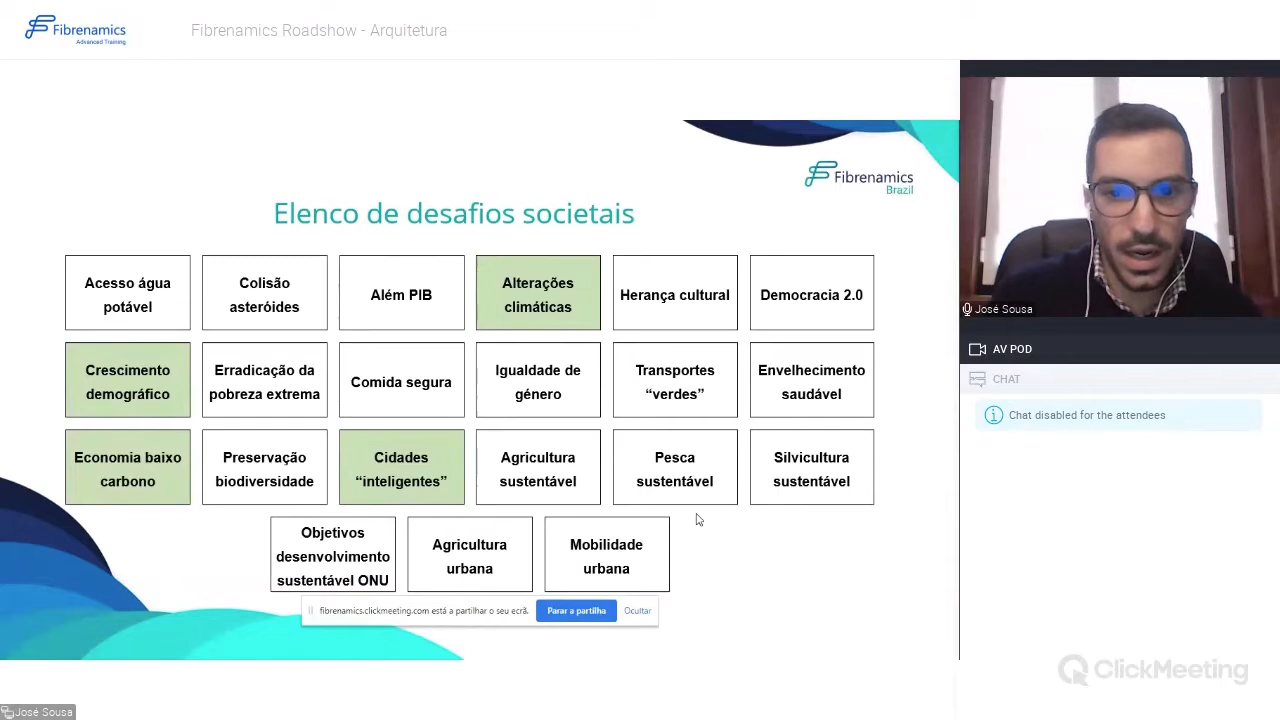 Fibrenamics
Advanced Training
Fibrenamics Roadshow - Arquitetura
Fibrenamics
Brazil
Elenco de desafios societais
Acesso água
potável
Colisão
asteróides
Além PIB
Alterações
climáticas
Herança cultural
Democracia 2.0
Crescimento
demográfico
Erradicação da
pobreza extrema
Comida segura
Igualdade de
género
Transportes
“verdes”
Envelhecimento
saudável
Economia baixo
carbono
Preservação
biodiversidade
Cidades
“inteligentes”
Agricultura
sustentável
Pesca
sustentável
Silvicultura
sustentável
Objetivos
desenvolvimento
sustentável ONU
Agricultura
urbana
Mobilidade
urbana
fibrenamics.clickmeeting.com está a partilhar o seu ecrã.
Parar a partilha
Ocultar
José Sousa
AV POD
CHAT
Chat disabled for the attendees
ClickMeeting
José Sousa